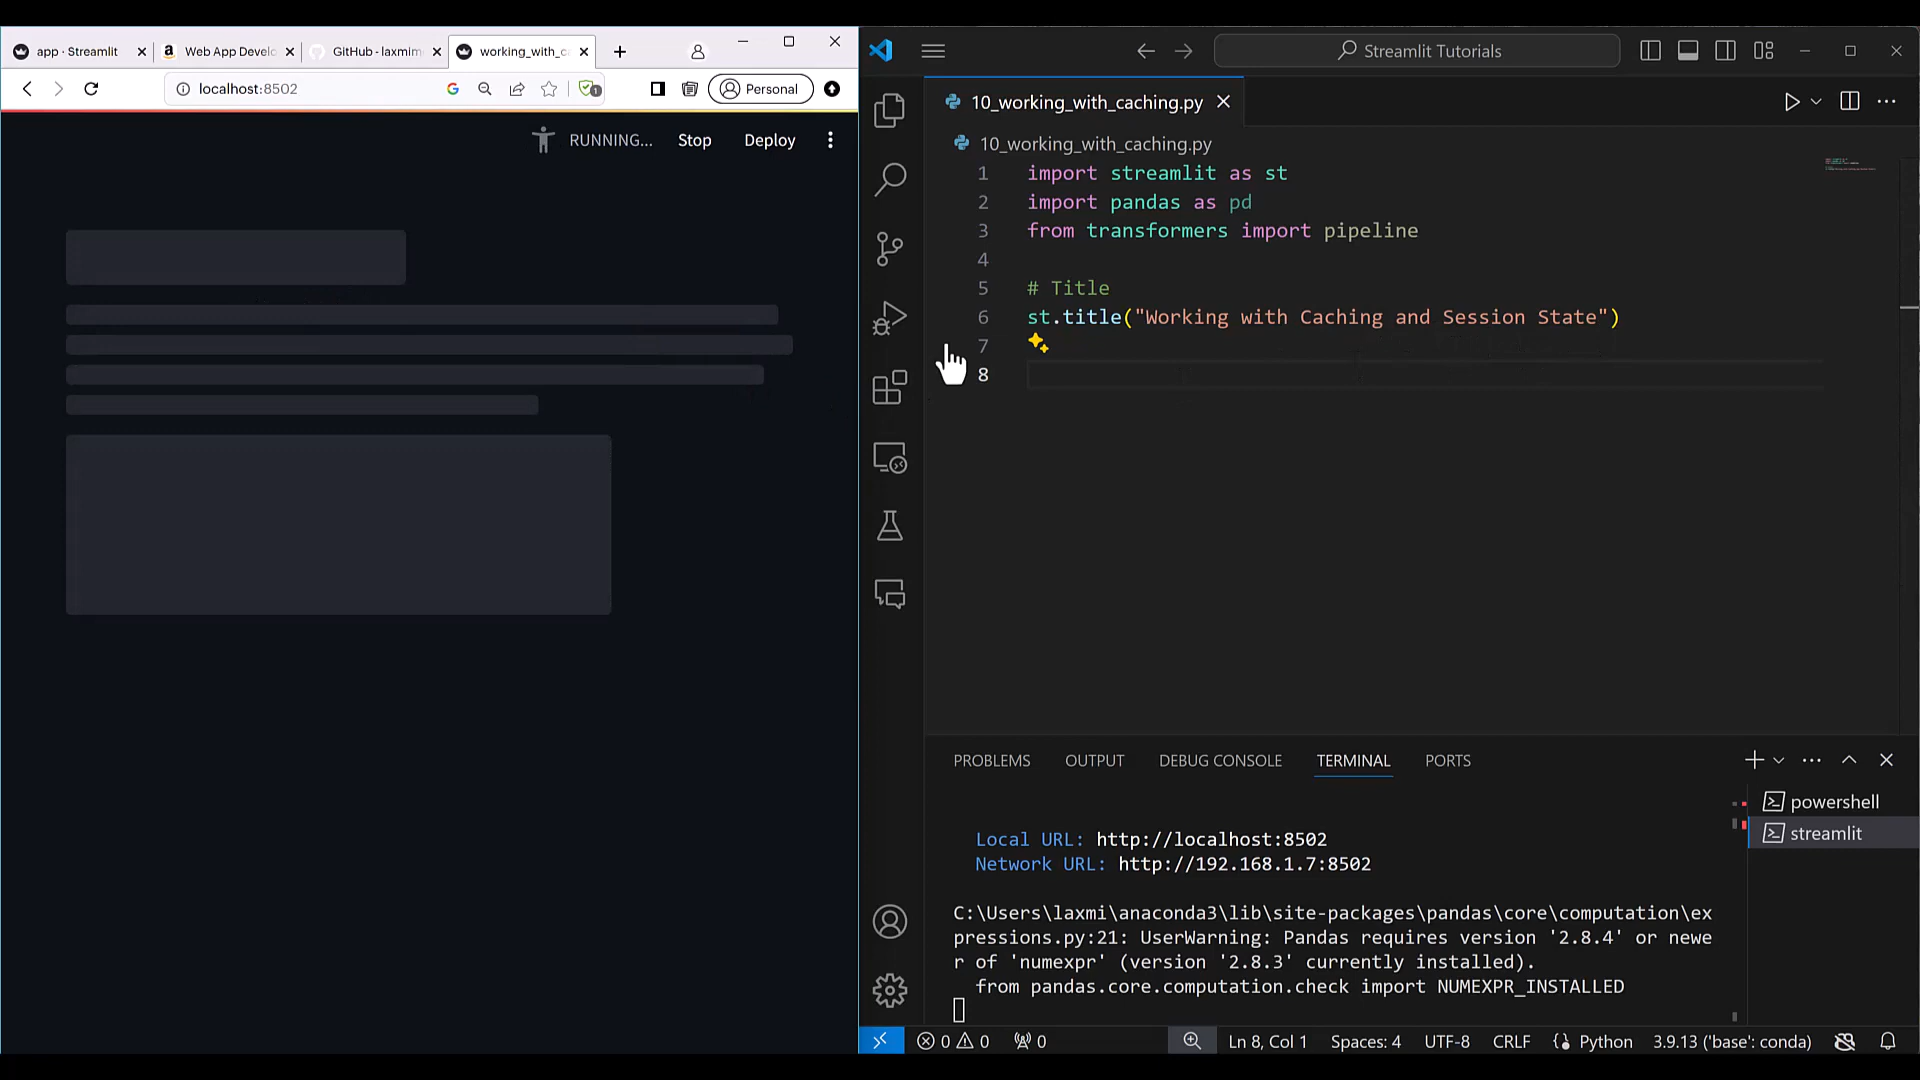 app · Streamlit
Web App Develo
GitHub - laxmim
working_with_c
localhost:8502
1
Personal
RUNNING...
Stop
Deploy
Streamlit Tutorials
10_working_with_caching.py
10_working_with_caching.py
1 import streamlit as st
2 import pandas as pd
3 from transformers import pipeline
4
5 # Title
6 st.title("Working with Caching and Session State")
7
8
PROBLEMS OUTPUT DEBUG CONSOLE TERMINAL PORTS
powershell
streamlit
Local URL: http://localhost:8502
Network URL: http://192.168.1.7:8502
C:\Users\laxmi\anaconda3\lib\site-packages\pandas\core\computation\ex
pressions.py:21: UserWarning: Pandas requires version '2.8.4' or newe
r of 'numexpr' (version '2.8.3' currently installed).
from pandas.core.computation.check import NUMEXPR_INSTALLED
0 0 0 Ln 8, Col 1 Spaces: 4 UTF-8 CRLF Python 3.9.13 ('base': conda)